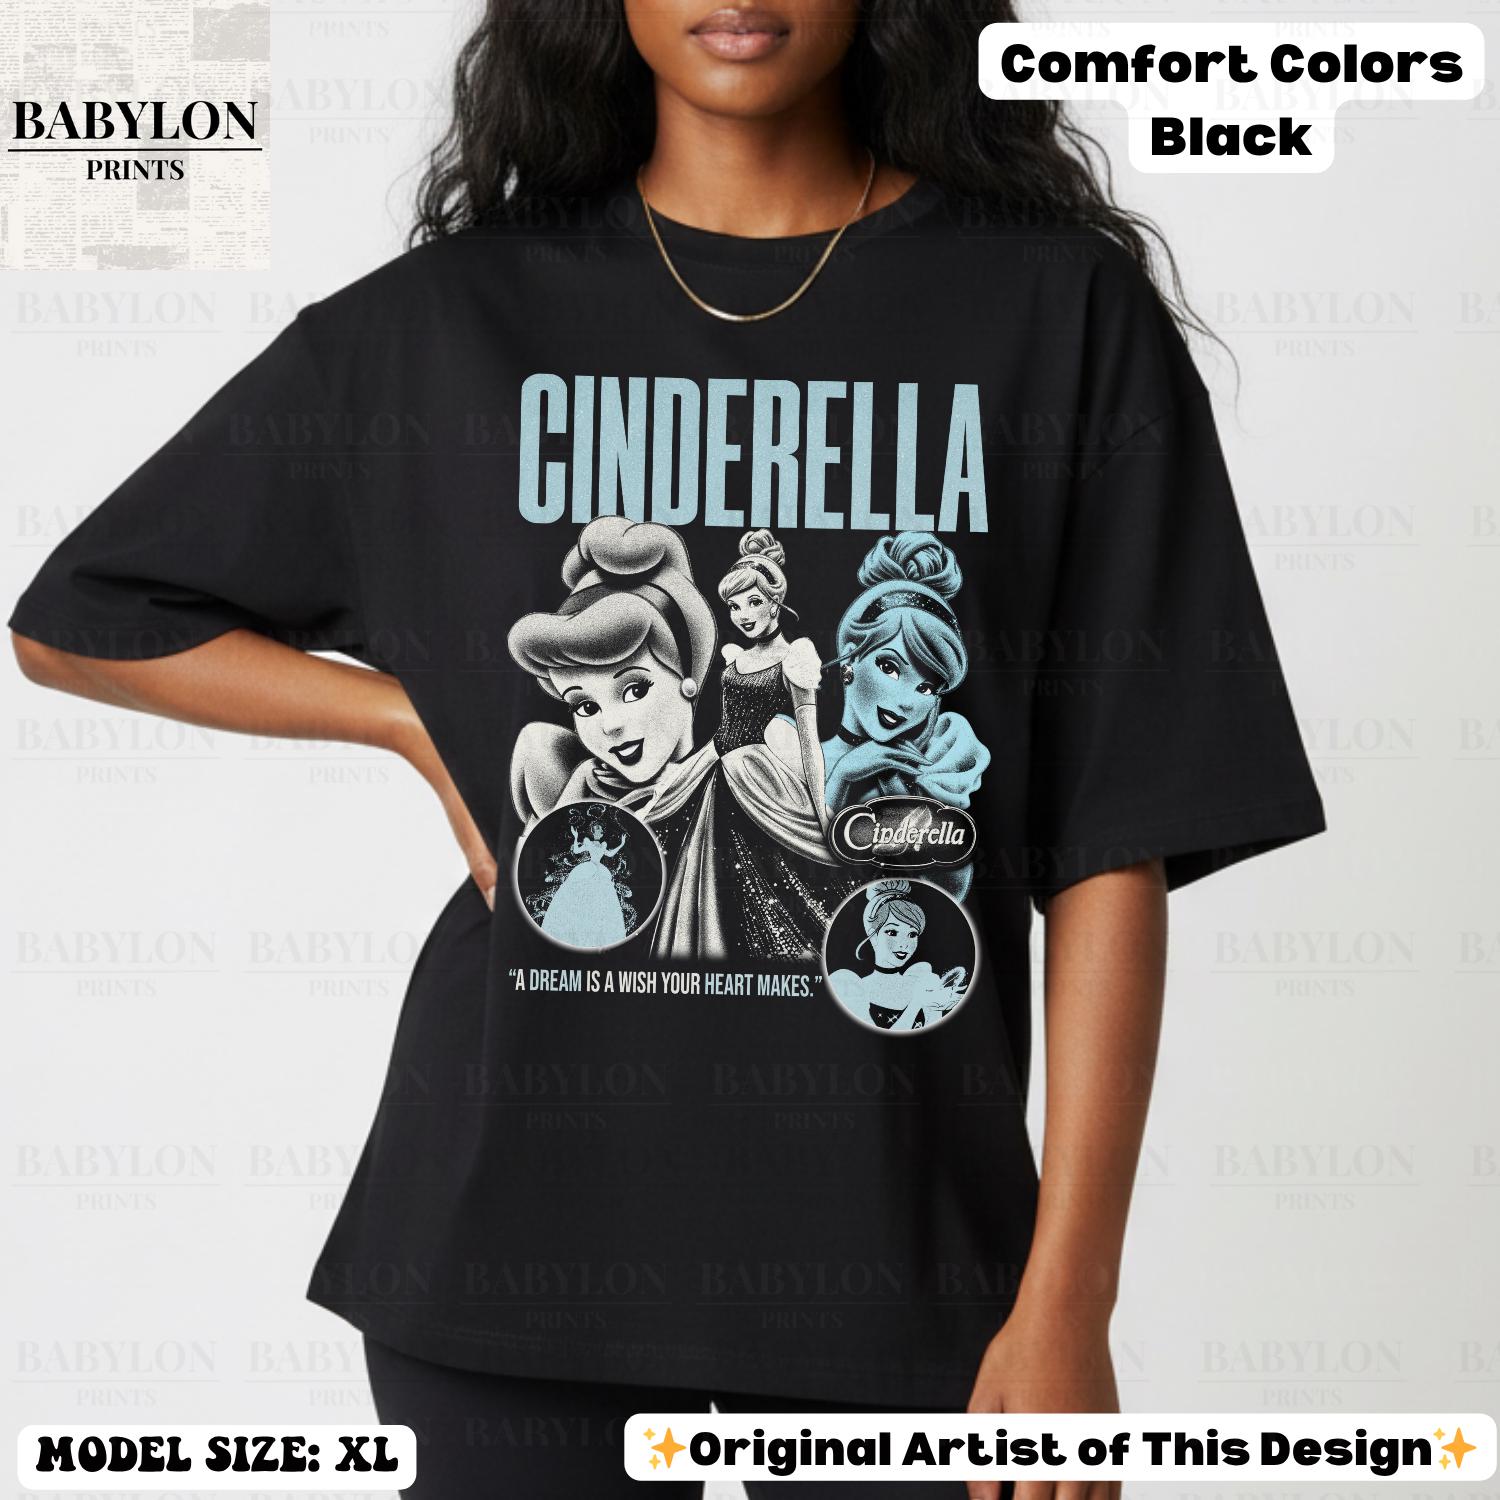 BABYLON
PRINTS
Comfort Colors
Black
CINDERELLA
Cinderella
“A DREAM IS A WISH YOUR HEART MAKES.”
MODEL SIZE: XL
✨Original Artist of This Design✨